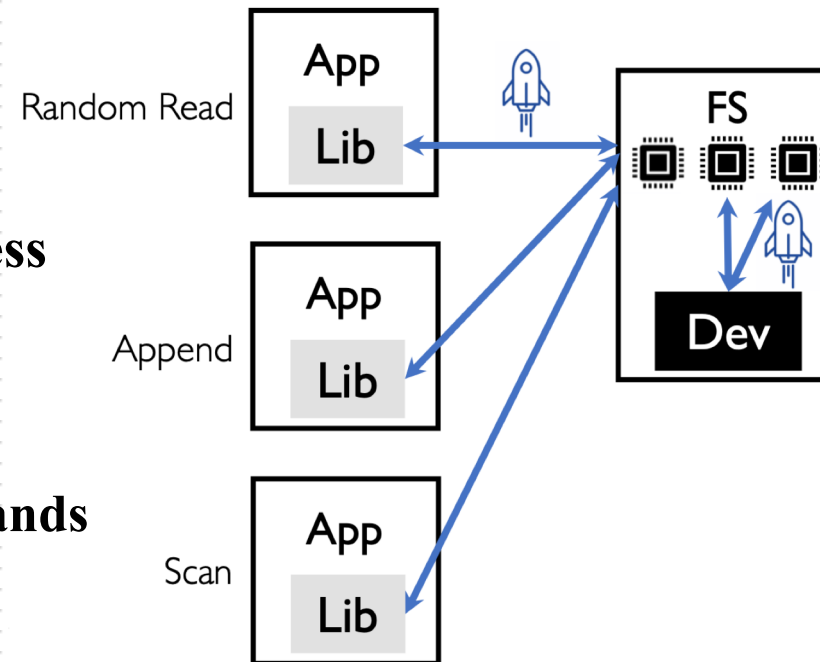 App
Random Read
Lib
FS
ess
App
Append
Lib
Dev
ands
App
Scan
Lib